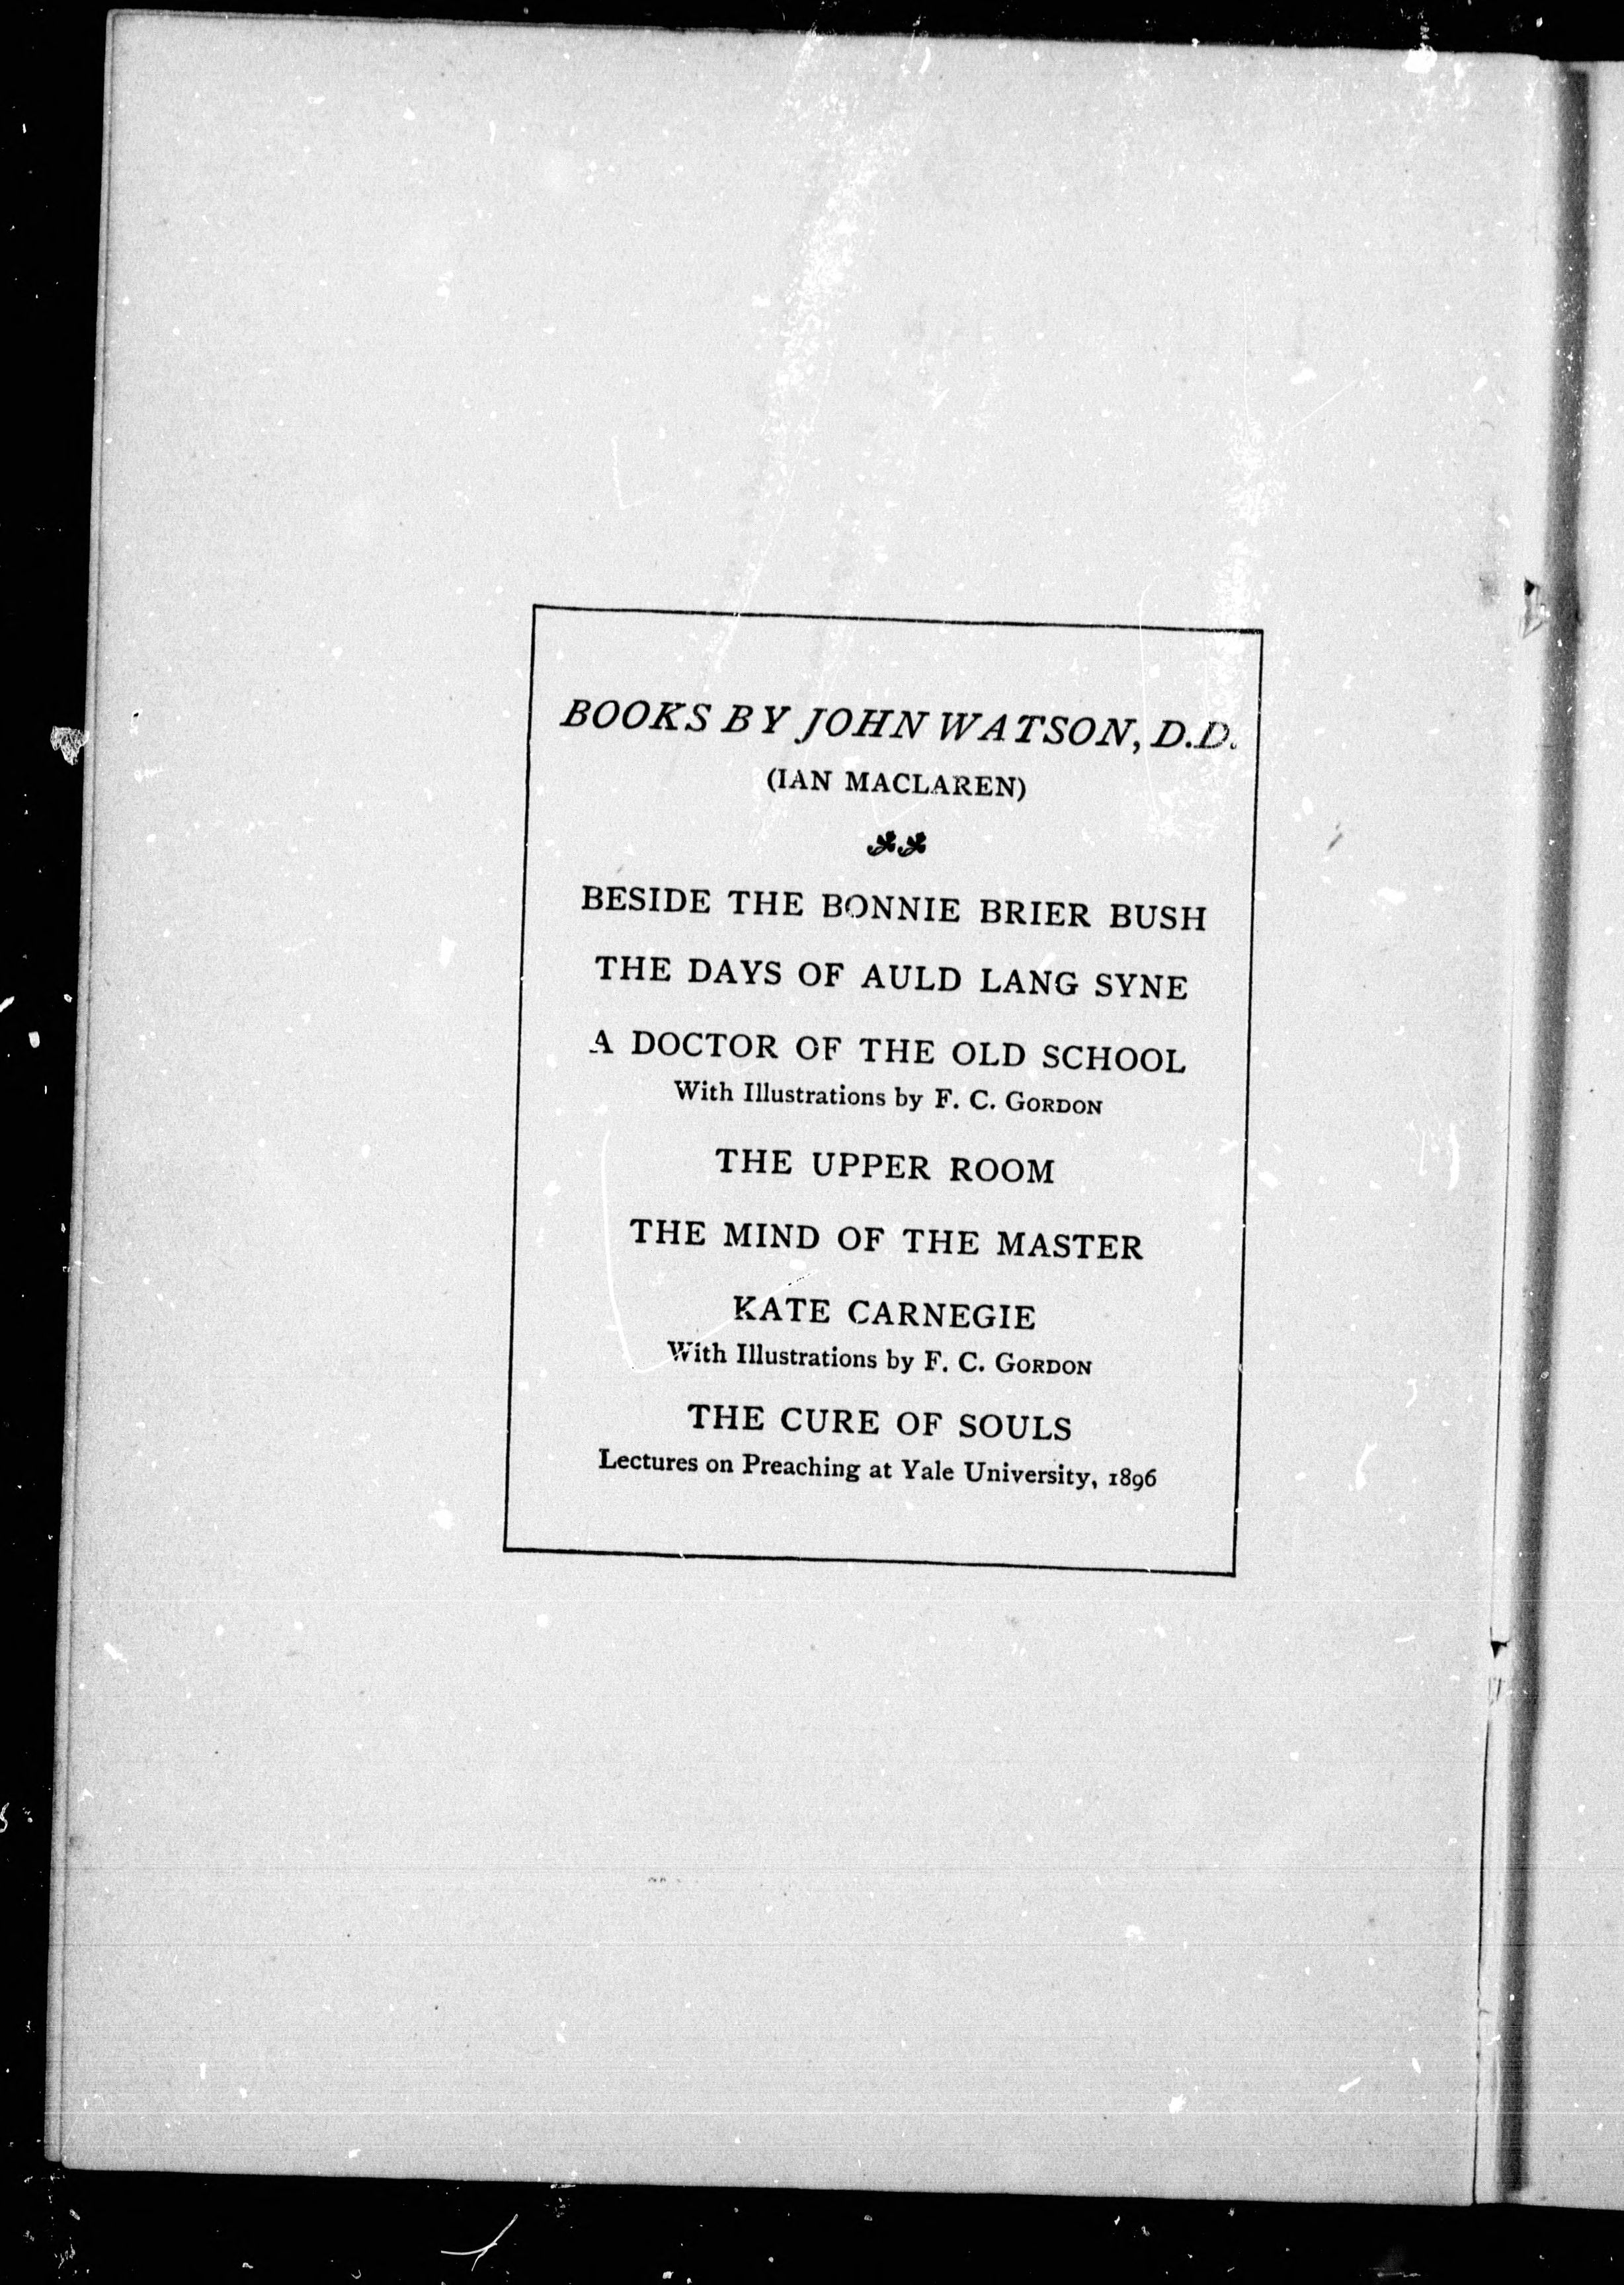 BOOKS BY JOHN WATSON, D.D.
(IAN MACLAREN)
BESIDE THE BONNIE BRIER BUSH
THE DAYS OF AULD LANG SYNE
A DOCTOR OF THE OLD SCHOOL
With Illustrations by F. C. GORDON
THE UPPER ROOM
THE MIND OF THE MASTER
KATE CARNEGIE
With Illustrations by F. C. GORDON
THE CURE OF SOULS
Lectures on Preaching at Yale University, 1896